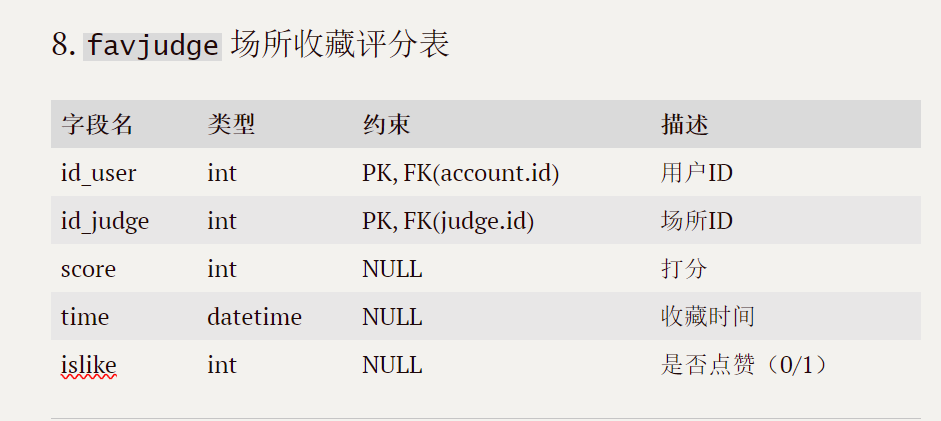 8. favjudge 场所收藏评分表
字段名 类型 约束 描述
id_user int PK, FK(account.id) 用户ID
id_judge int PK, FK(judge.id) 场所ID
score int NULL 打分
time datetime NULL 收藏时间
islike int NULL 是否点赞（0/1）